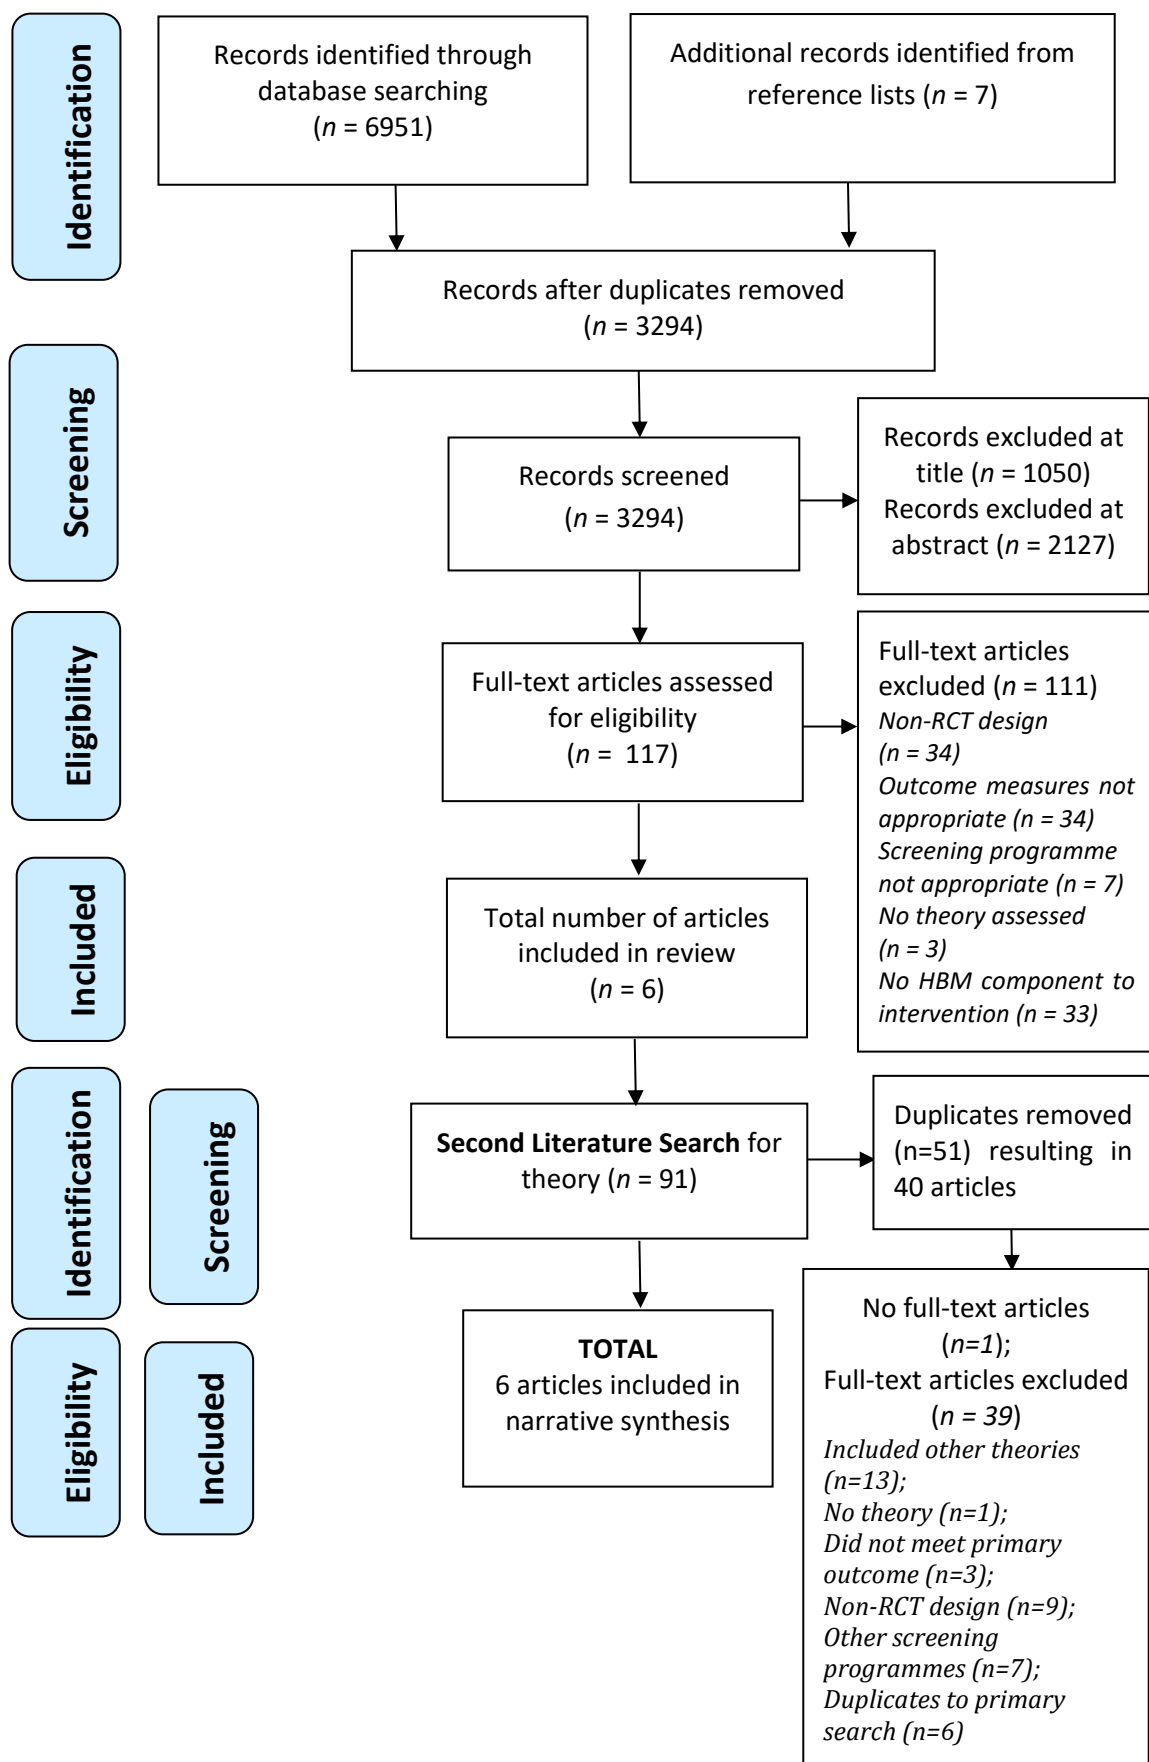 Identification
Records identified through
database searching
(n = 6951)
Additional records identified from
reference lists (n = 7)
Records after duplicates removed
(n = 3294)
Screening
Records screened
(n = 3294)
Records excluded at
title (n = 1050)
Records excluded at
abstract (n = 2127)
Eligibility
Full-text articles assessed
for eligibility
(n = 117)
Full-text articles
excluded (n = 111)
Non-RCT design
(n = 34)
Outcome measures not
appropriate (n = 34)
Screening programme
not appropriate (n = 7)
No theory assessed
(n = 3)
No HBM component to
intervention (n = 33)
Included
Total number of articles
included in review
(n = 6)
Identification
Screening
Second Literature Search for
theory (n = 91)
Duplicates removed
(n=51) resulting in
40 articles
Eligibility
Included
TOTAL
6 articles included in
narrative synthesis
No full-text articles
(n=1);
Full-text articles excluded
(n = 39)
Included other theories
(n=13);
No theory (n=1);
Did not meet primary
outcome (n=3);
Non-RCT design (n=9);
Other screening
programmes (n=7);
Duplicates to primary
search (n=6)